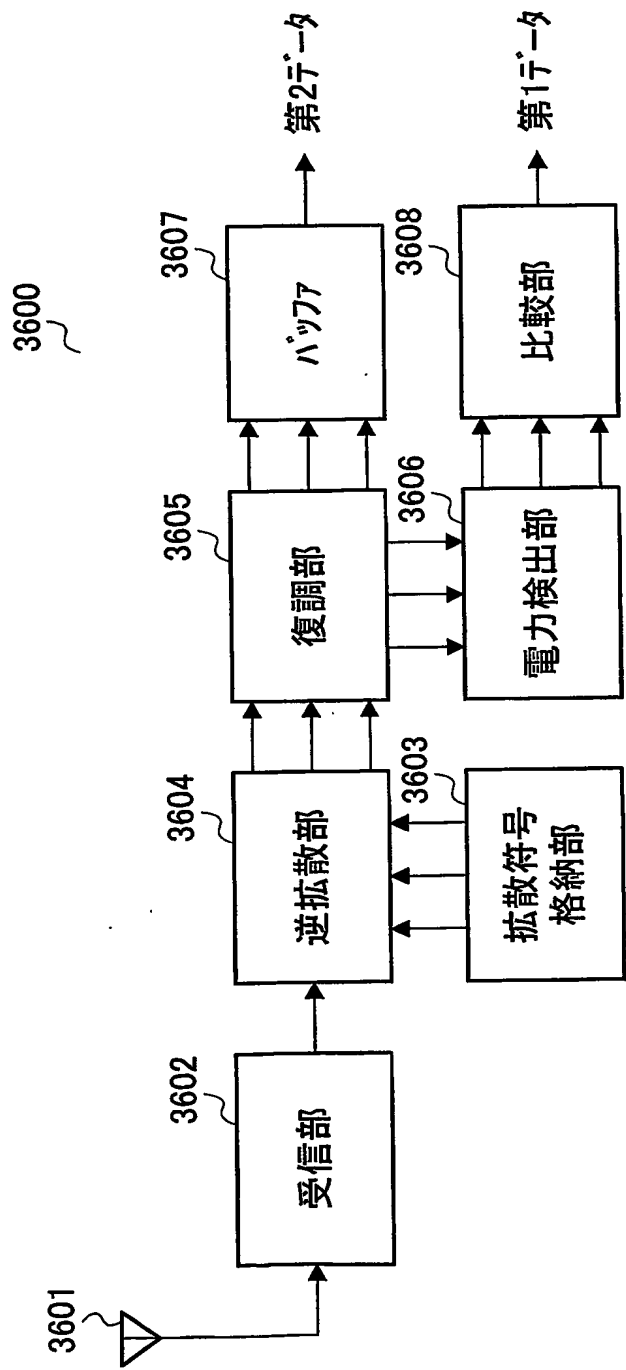 3600
3601
3602
受信部
3604
逆拡散部
3603
拡散符号
格納部
3605
復調部
3606
電力検出部
3607
バッファ
第2データ
3608
比較部
第1データ